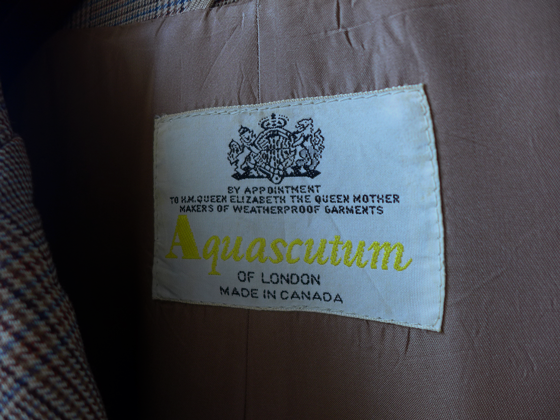 BY APPOINTMENT
TO H.M. QUEEN ELIZABETH THE QUEEN MOTHER
MAKERS OF WEATHERPROOF GARMENTS
Aquascutum
OF LONDON
MADE IN CANADA